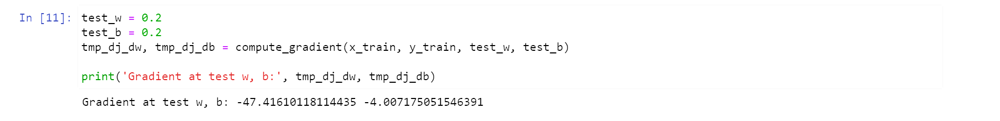 In [11]: test_w = 0.2
test_b = 0.2
tmp_dj_dw, tmp_dj_db = compute_gradient(x_train, y_train, test_w, test_b)
print('Gradient at test w, b:', tmp_dj_dw, tmp_dj_db)
Gradient at test w, b: -47.41610118114435 -4.007175051546391